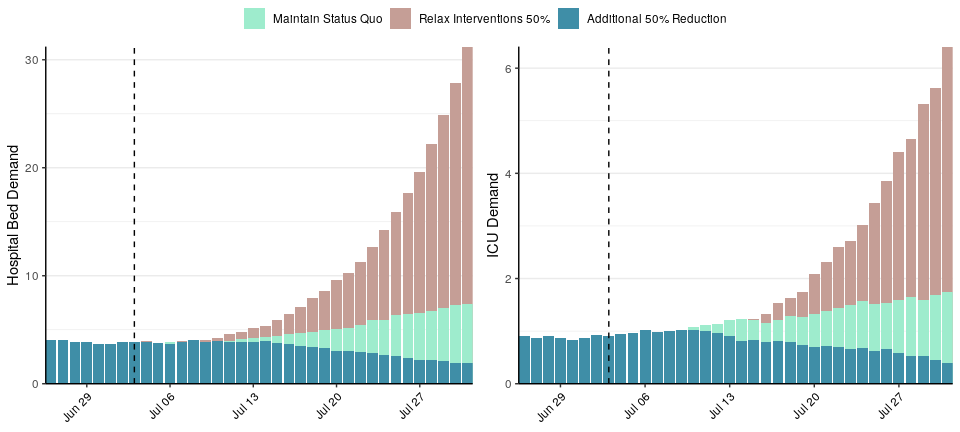 Maintain Status Quo Relax Interventions 50% Additional 50% Reduction
Hospital Bed Demand
30
20
10
0
Jun 29 Jul 06 Jul 13 Jul 20 Jul 27
ICU Demand
6
4
2
0
Jun 29 Jul 06 Jul 13 Jul 20 Jul 27